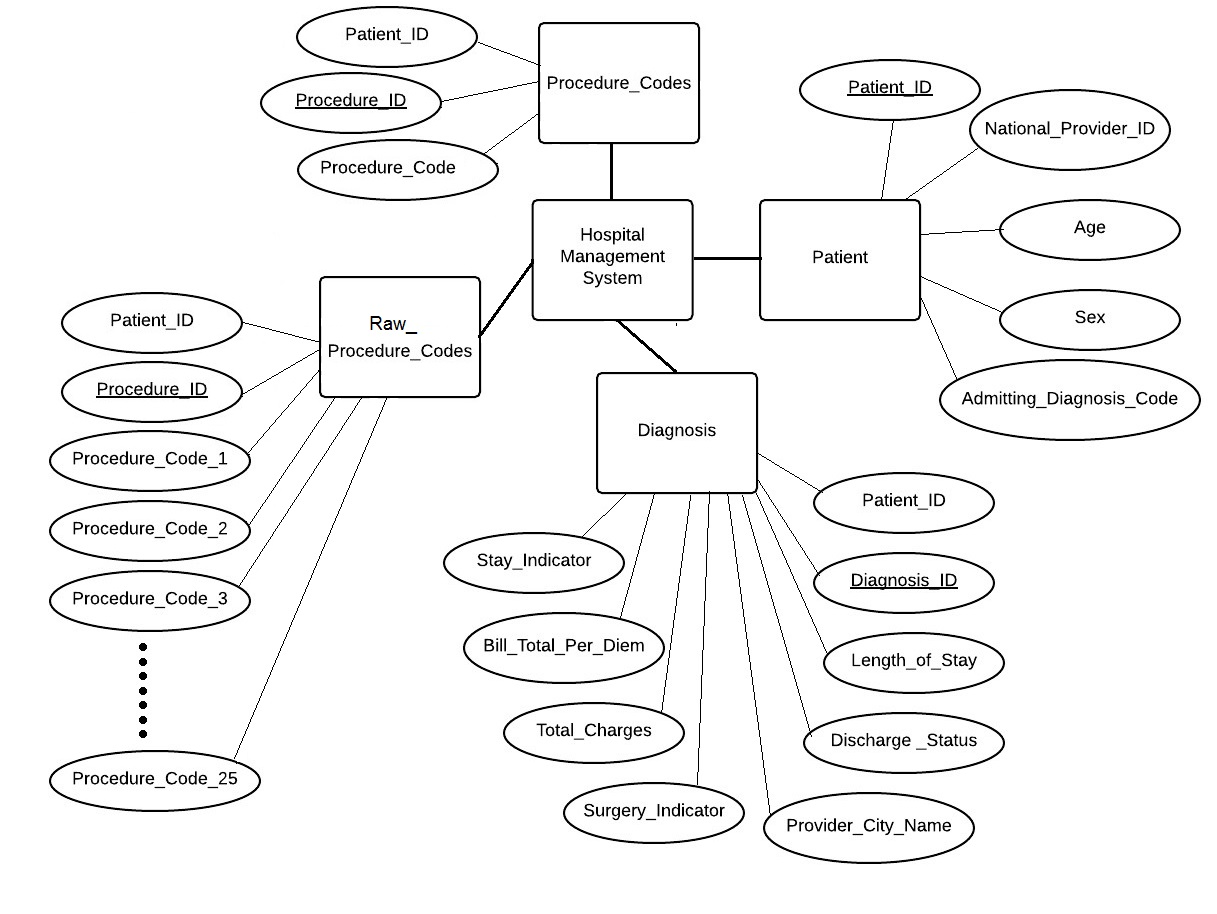 Patient_ID
Procedure_ID
Procedure_Code
Procedure_Codes
Patient_ID
National_Provider_ID
Age
Sex
Admitting_Diagnosis_Code
Patient
Hospital
Management
System
Raw_
Procedure_Codes
Patient_ID
Procedure_ID
Procedure_Code_1
Procedure_Code_2
Procedure_Code_3
Procedure_Code_25
Diagnosis
Stay_Indicator
Bill_Total_Per_Diem
Total_Charges
Surgery_Indicator
Patient_ID
Diagnosis_ID
Length_of_Stay
Discharge _Status
Provider_City_Name